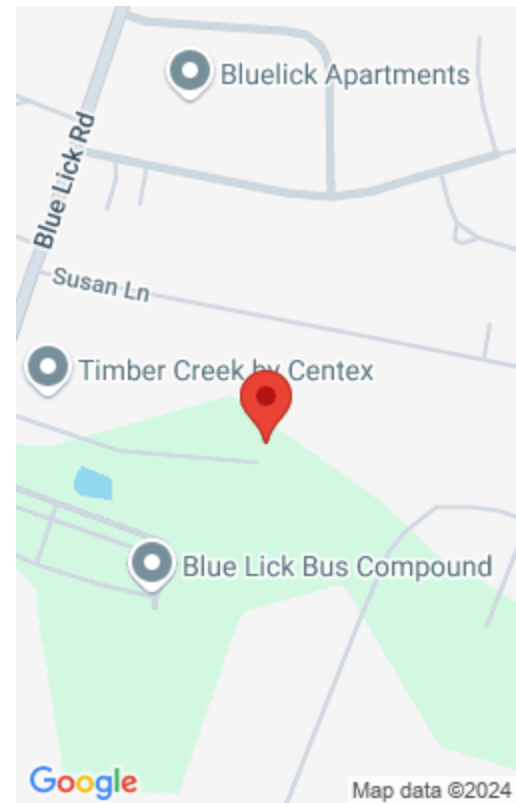 Bluelick Apartments
Blue Lick Rd
Susan Ln
Timber Creek by Centex
Blue Lick Bus Compound
Google
Map data ©2024